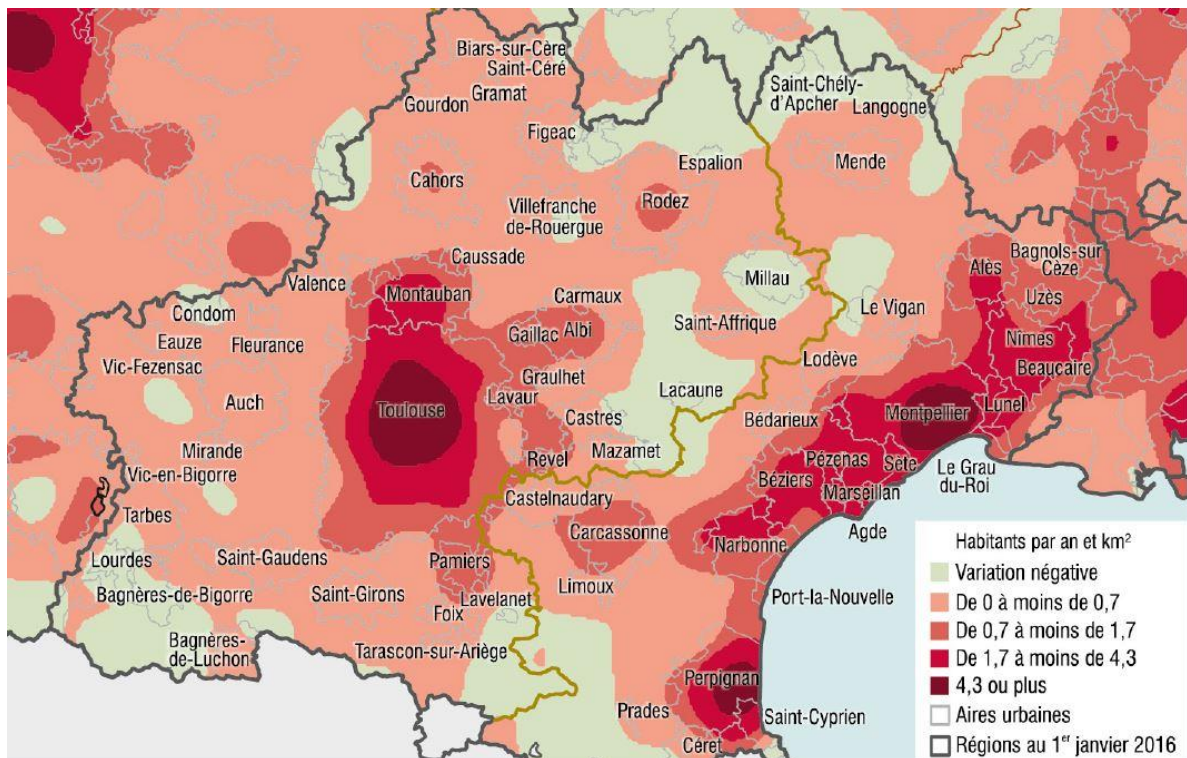 Biars-sur-Cère
Saint-Céré
Gramat
Gourdon
Figeac
Saint-Chély-
d'Apcher
Langogne
Espalion
Mende
Cahors
Rodez
Villefranche
de-Rouergue
Caussade
Valence
Montauban
Millau
Alès
Bagnols-sur
Cèze
Condom
Carmaux
Le Vigan
Uzès
Eauze
Fleurance
Gaillac
Albi
Saint-Affrique
Nîmes
Vic-Fezensac
Graulhet
Lodève
Beaucaire
Auch
Toulouse
Lavaur
Lacaune
Castres
Bédarieux
Montpellier
Lunel
Mirande
Mazamet
Revel
Pézenas
Sète
Le Grau
du-Roi
Vic-en-Bigorre
Castelnaudary
Béziers
Marseillan
Tarbes
Carcassonne
Narbonne
Agde
Lourdes
Saint-Gaudens
Pamiers
Limoux
Bagnères-de-Bigorre
Saint-Girons
Lavelanet
Foix
Port-la-Nouvelle
Bagnères-
de-Luchon
Tarascon-sur-Ariège
Perpignan
Prades
Saint-Cyprien
Céret
Habitants par an et km²
Variation négative
De 0 à moins de 0,7
De 0,7 à moins de 1,7
De 1,7 à moins de 4,3
4,3 ou plus
Aires urbaines
Régions au 1er janvier 2016